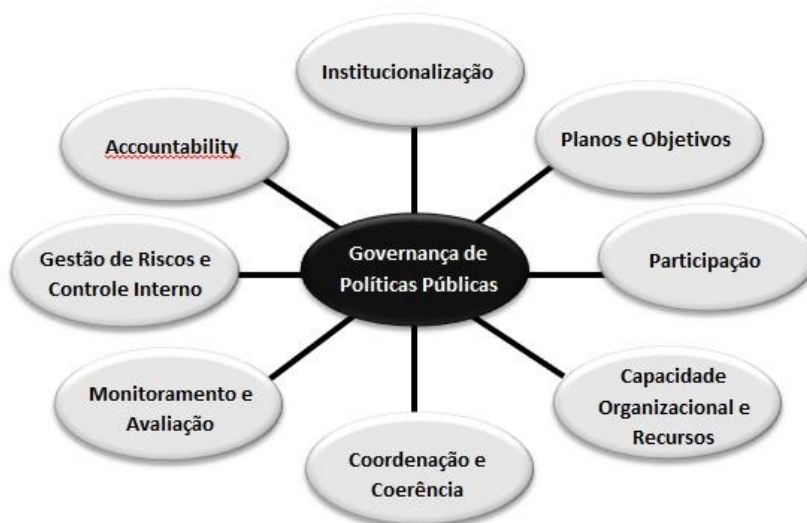 Institucionalização
Accountability
Planos e Objetivos
Gestão de Riscos e
Controle Interno
Governança de
Políticas Públicas
Participação
Monitoramento e
Avaliação
Capacidade
Organizacional e
Recursos
Coordenação e
Coerência